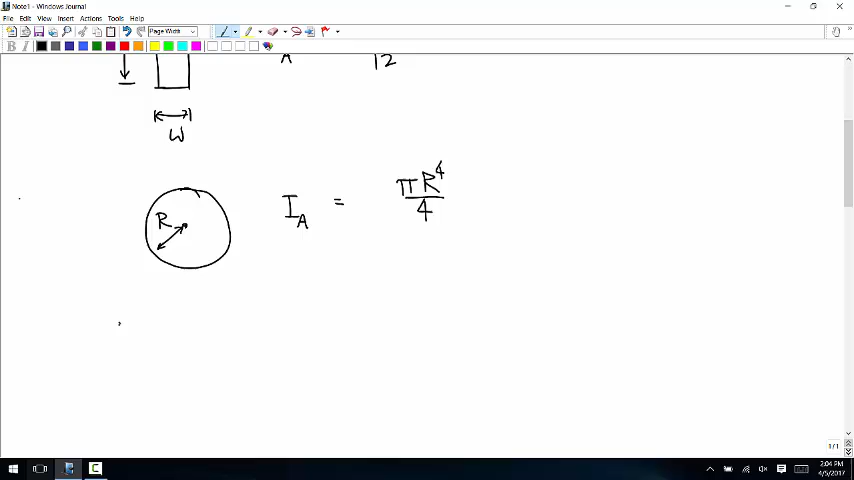 Note1 - Windows Journal
File Edit View Insert Actions Tools Help
Page Width
B I
A 12
W
R I_A = πR⁴/4
1/1
2:04 PM
4/5/2017